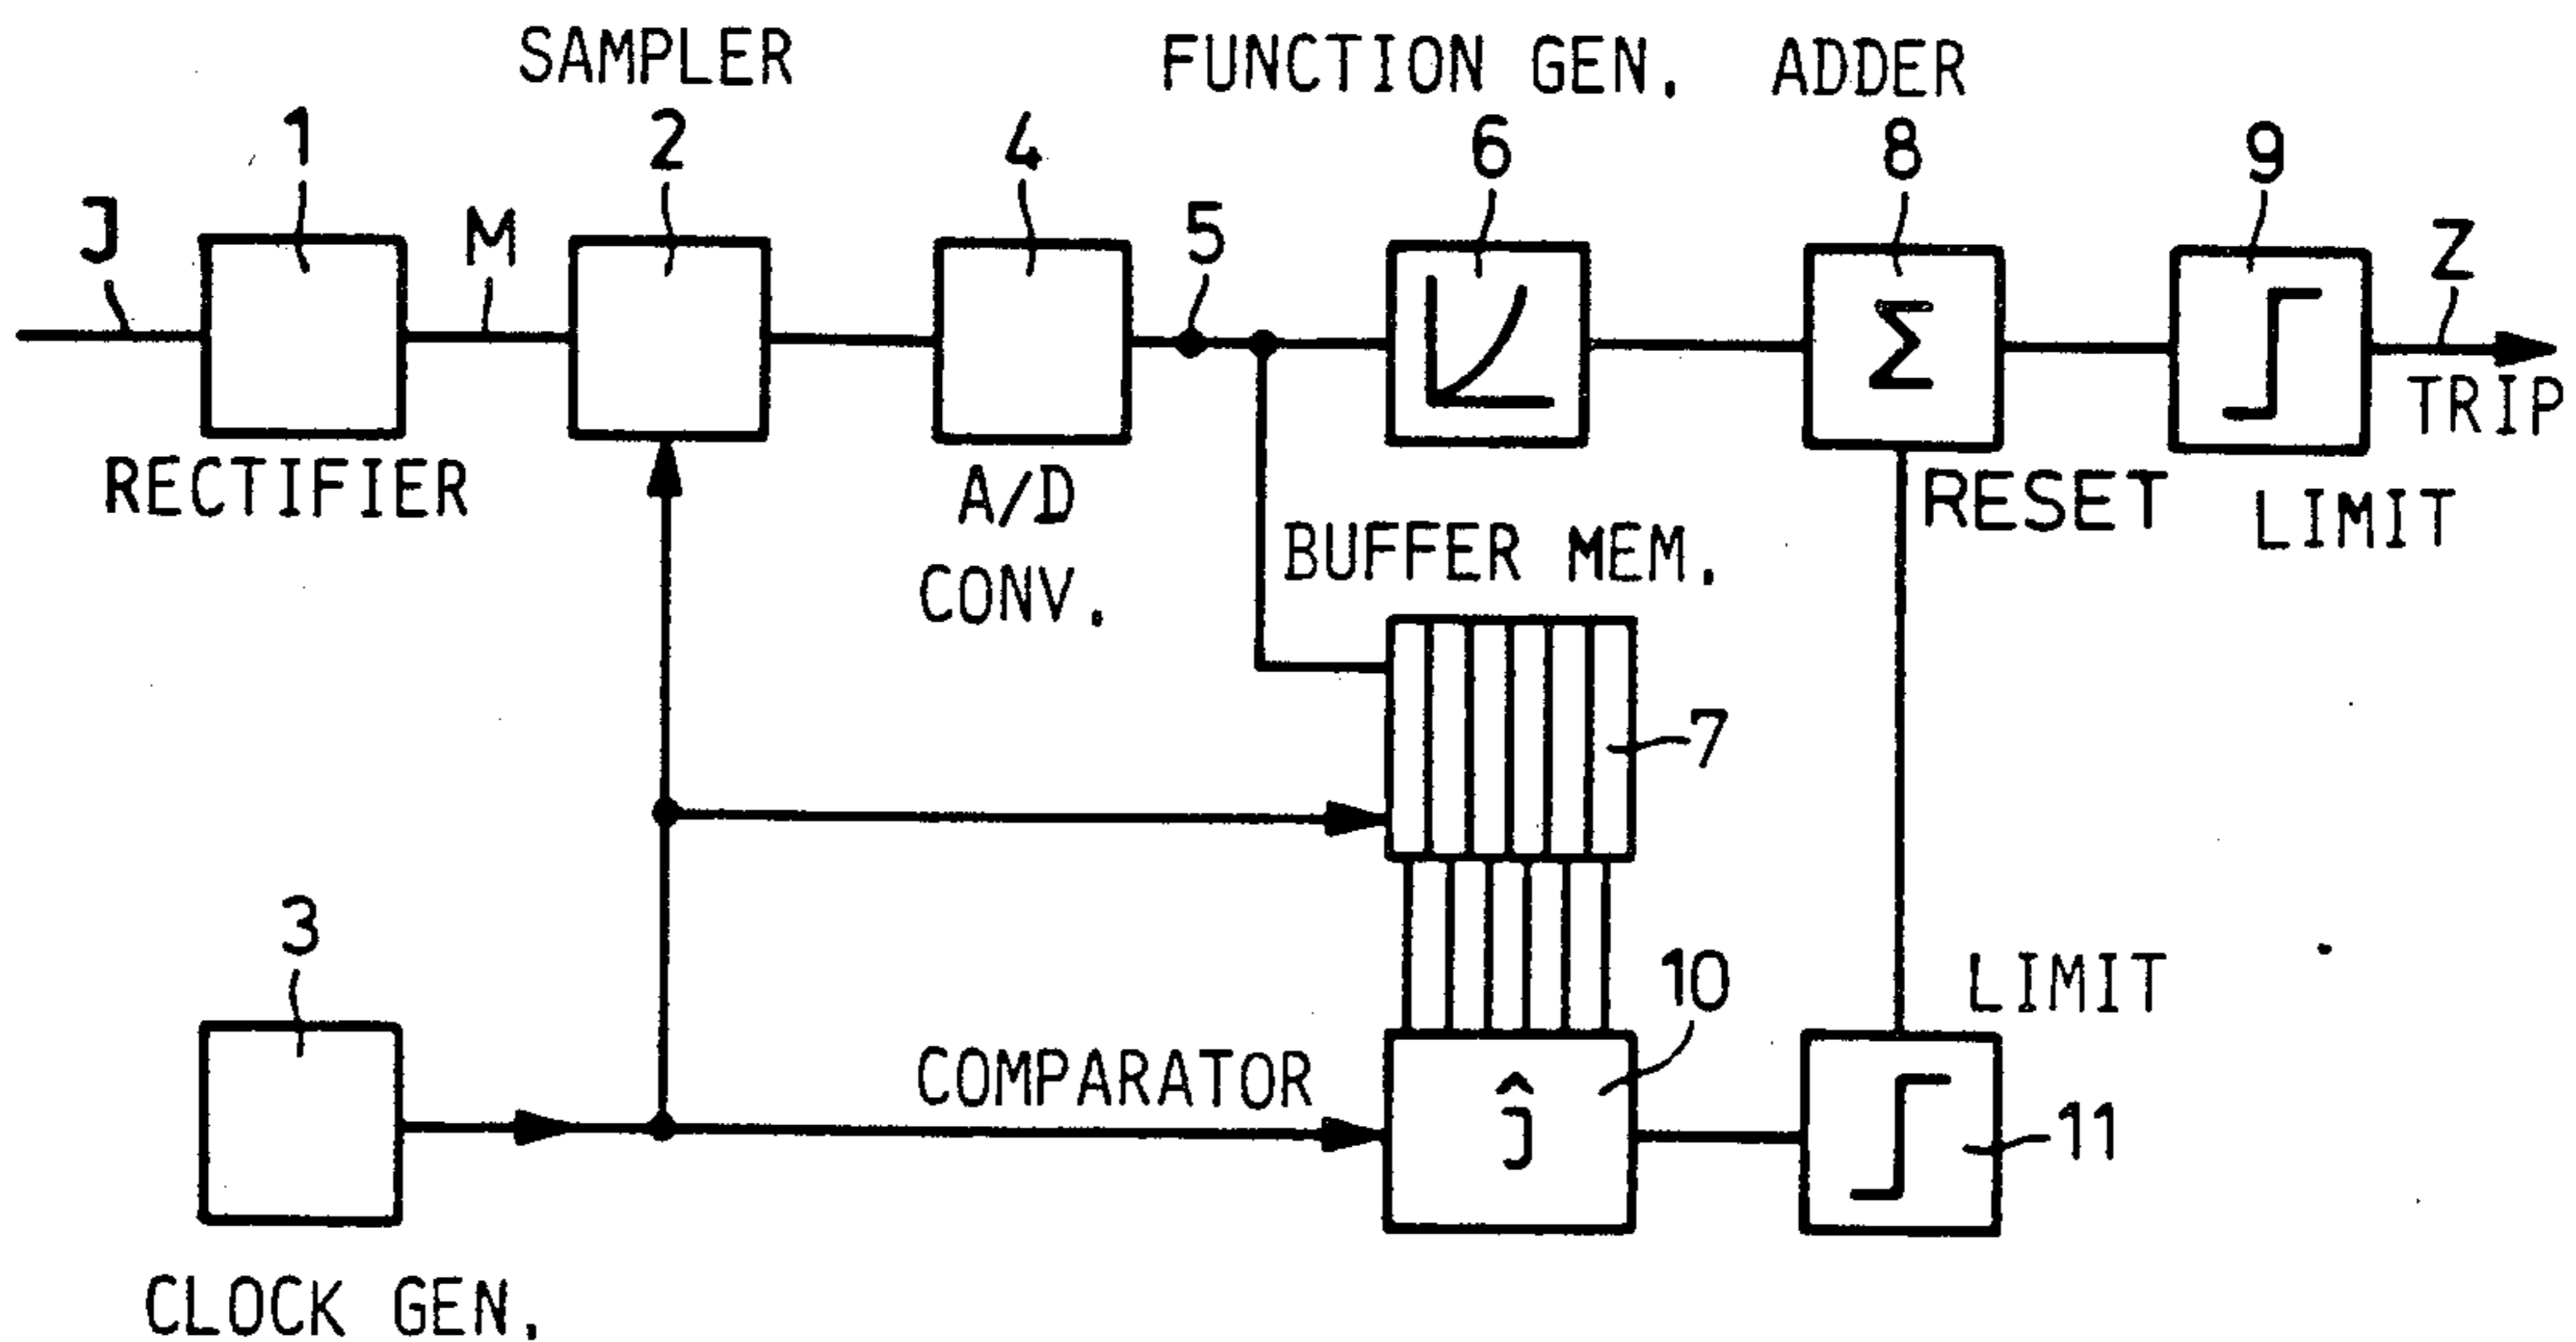 SAMPLER
FUNCTION GEN. ADDER
1
2
4
6
8
9
J
M
5
Z
Σ
TRIP
RECTIFIER
A/D
CONV.
RESET
LIMIT
BUFFER MEM.
7
3
10
LIMIT
COMPARATOR
Ĵ
11
CLOCK GEN.